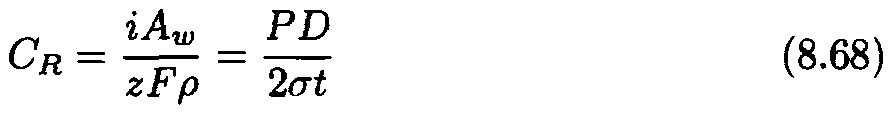 C_R = \frac{iA_w}{zF\rho} = \frac{PD}{2\sigma t} (8.68)